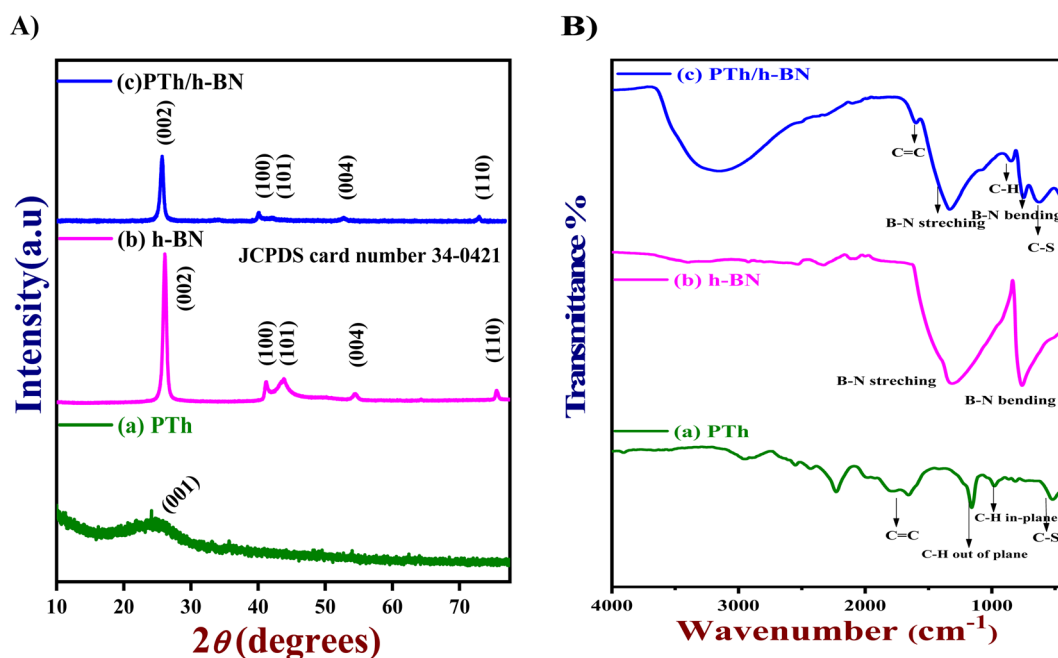 A)
(c)PTh/h-BN
(002)
(100)
(101)
(004)
(110)
(b) h-BN
JCPDS card number 34-0421
(002)
(100)
(101)
(004)
(110)
(a) PTh
(001)
Intensity(a.u)
10 20 30 40 50 60 70
2θ (degrees)
B)
(c) PTh/h-BN
C=C
C-H
B-N streching
B-N bending
C-S
(b) h-BN
B-N streching
B-N bending
(a) PTh
C=C
C-H in-plane
C-H out of plane
C-S
Transmittance %
4000 3000 2000 1000
Wavenumber (cm-1)